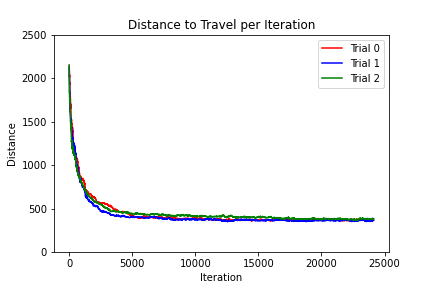 Distance to Travel per Iteration
Trial 0
Trial 1
Trial 2
2500
2000
1500
1000
500
0
Distance
0 5000 10000 15000 20000 25000
Iteration